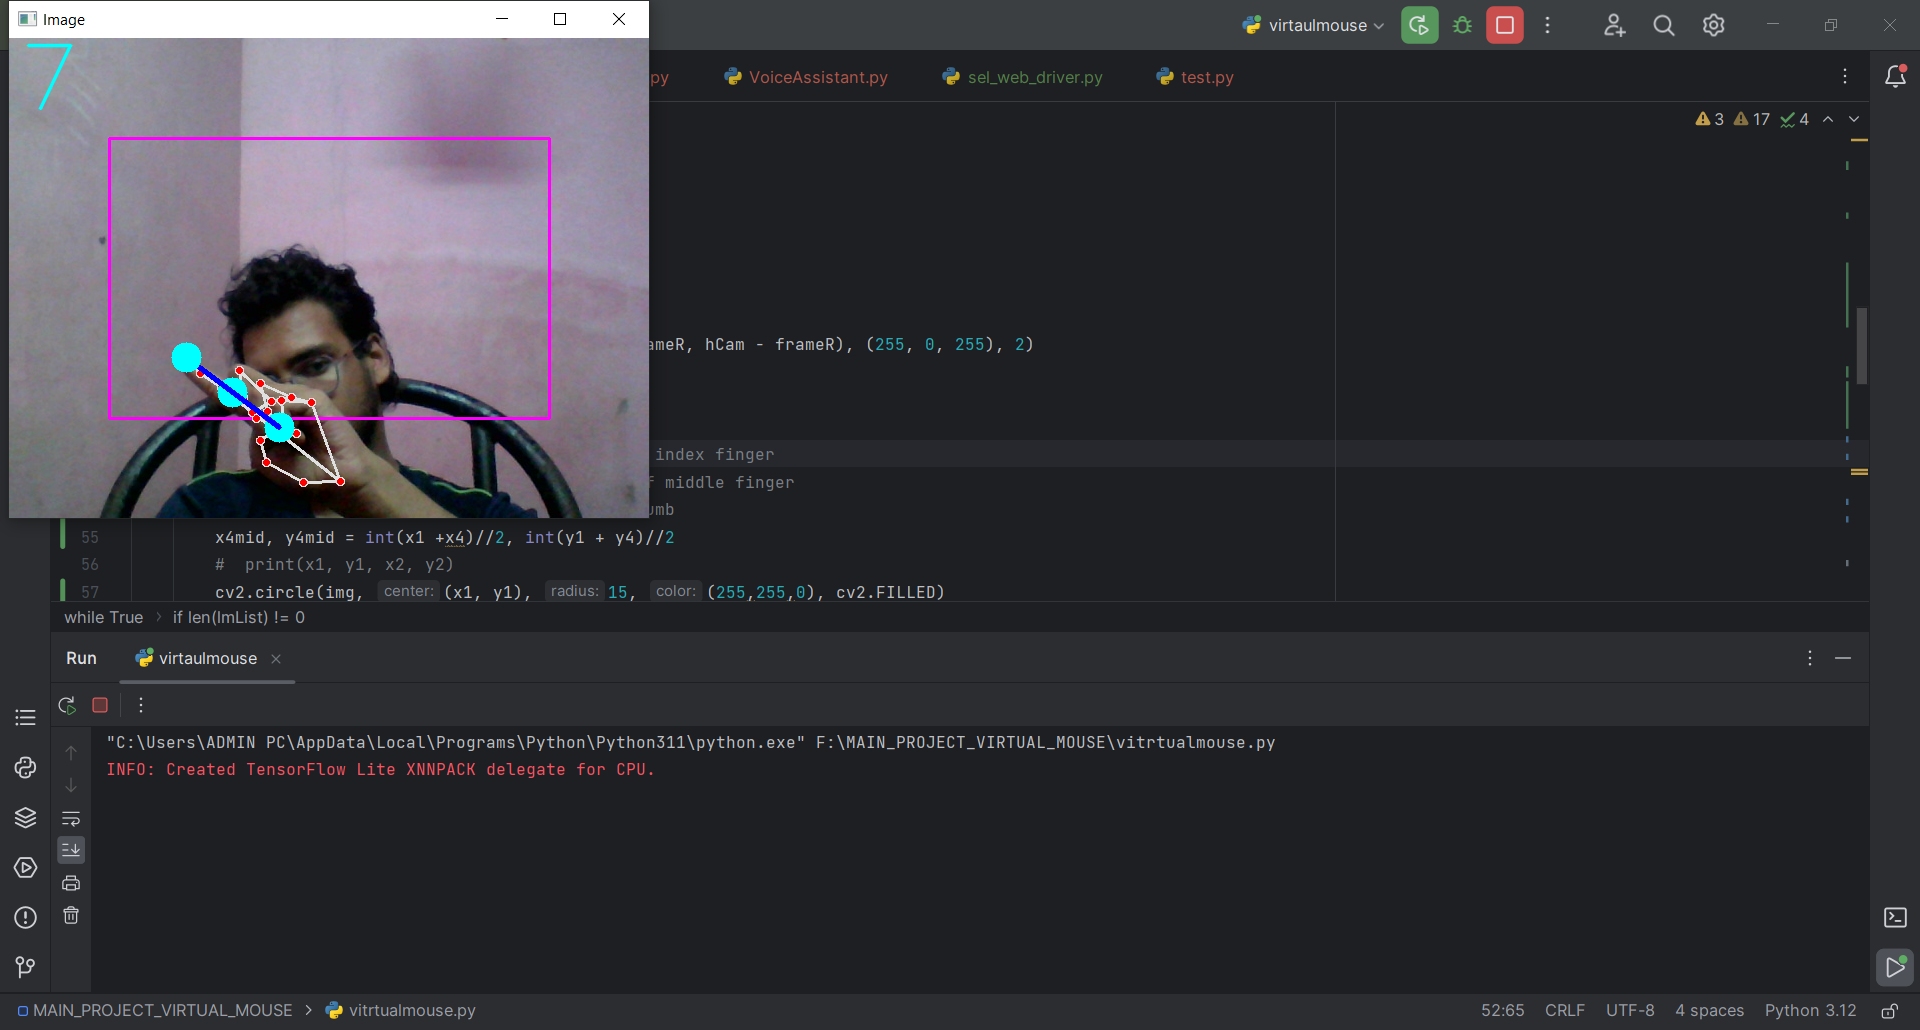 Image
7
virtaulmouse
py
VoiceAssistant.py
sel_web_driver.py
test.py
3 17 4
ameR, hCam - frameR), (255, 0, 255), 2)
index finger
middle finger
umb
55 x4mid, y4mid = int(x1 +x4)//2, int(y1 + y4)//2
56 # print(x1, y1, x2, y2)
57 cv2.circle(img, center: (x1, y1), radius: 15, color: (255,255,0), cv2.FILLED)
while True > if len(lmList) != 0
Run virtaulmouse
"C:\Users\ADMIN PC\AppData\Local\Programs\Python\Python311\python.exe" F:\MAIN_PROJECT_VIRTUAL_MOUSE\vitrtualmouse.py
INFO: Created TensorFlow Lite XNNPACK delegate for CPU.
MAIN_PROJECT_VIRTUAL_MOUSE > vitrtualmouse.py
52:65 CRLF UTF-8 4 spaces Python 3.12